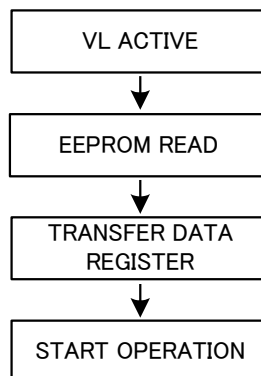 VL ACTIVE
EEPROM READ
TRANSFER DATA
REGISTER
START OPERATION